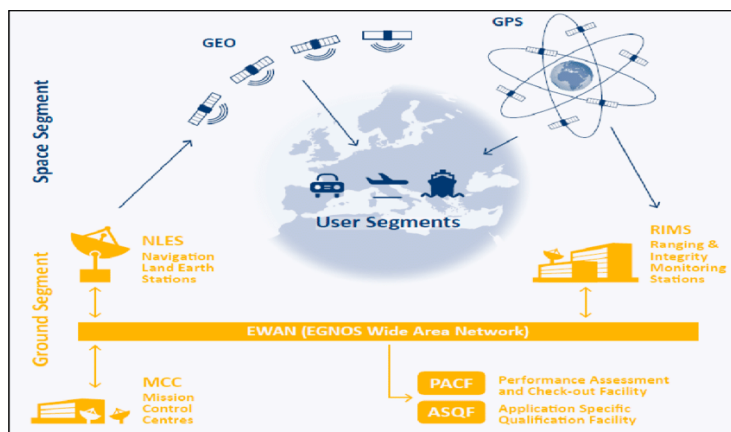 GEO
GPS
Space Segment
User Segments
NLES
Navigation
Land Earth
Stations
RIMS
Ranging &
Integrity
Monitoring
Stations
Ground Segment
EWAN (EGNOS Wide Area Network)
MCC
Mission
Control
Centres
PACF
Performance Assessment
and Check-out Facility
ASQF
Application Specific
Qualification Facility